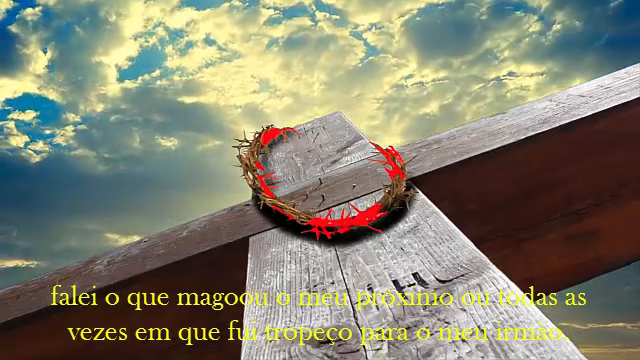 falei o que magoou o meu próximo ou todas as
vezes em que fui tropeço para o meu irmão.